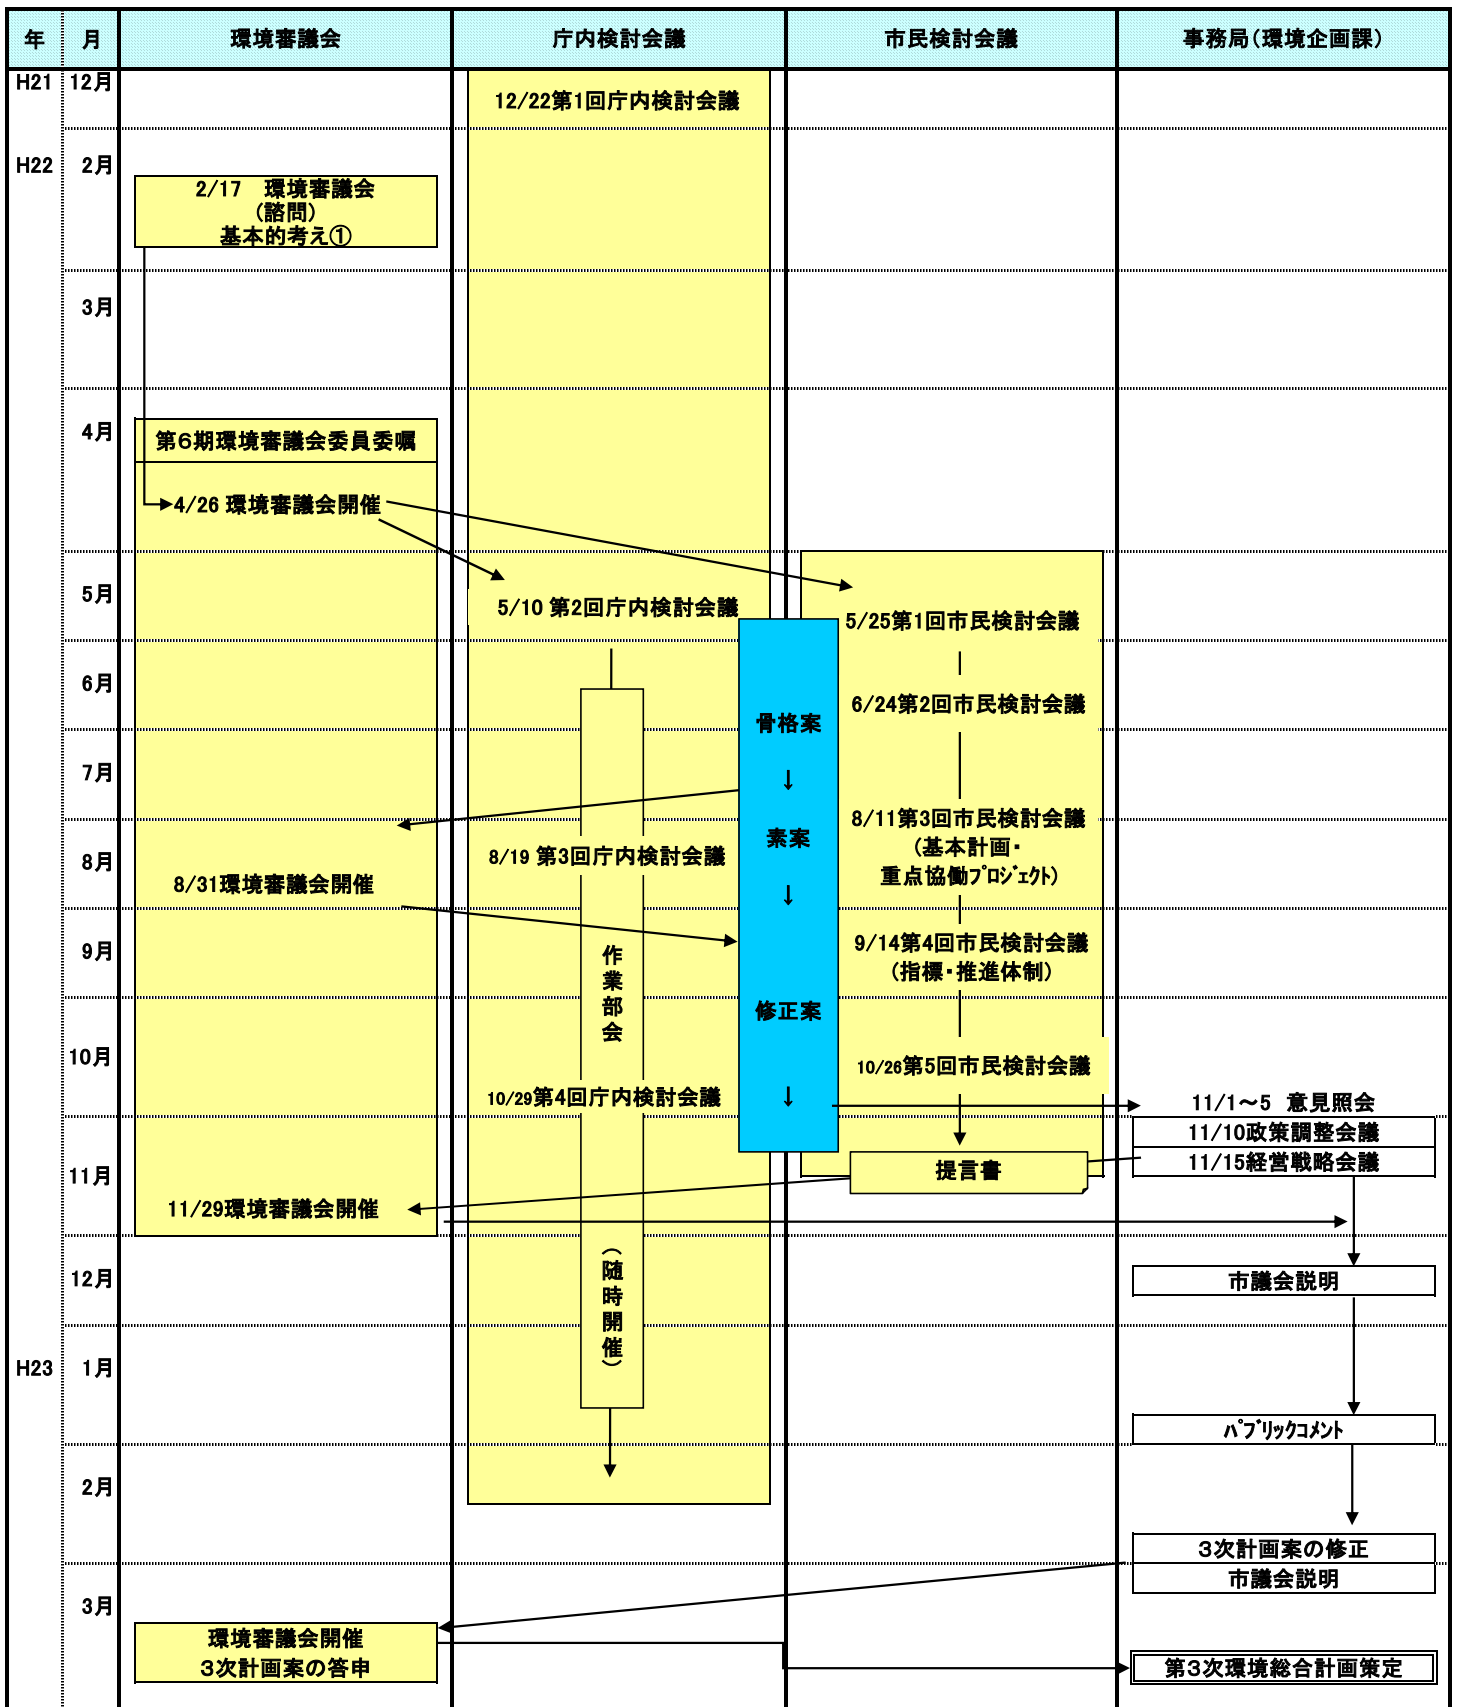 年 月 環境審議会 庁内検討会議 市民検討会議 事務局(環境企画課)
H21 12月
12/22第1回庁内検討会議
H22 2月
2/17 環境審議会
(諮問)
基本的考え①
3月
4月
第6期環境審議会委員委嘱
4/26 環境審議会開催
5月
5/10 第2回庁内検討会議
5/25第1回市民検討会議
6月
6/24第2回市民検討会議
骨格案
7月
↓
8/11第3回市民検討会議
(基本計画・
重点協働プロジェクト)
素案
8月
8/19 第3回庁内検討会議
8/31環境審議会開催
↓
9月
9/14第4回市民検討会議
(指標・推進体制)
作業部会
修正案
10月
10/26第5回市民検討会議
10/29第4回庁内検討会議
↓
11/1～5 意見照会
11/10政策調整会議
11/15経営戦略会議
11月
提言書
11/29環境審議会開催
(随時開催)
12月
市議会説明
H23 1月
パブリックコメント
2月
3次計画案の修正
市議会説明
3月
環境審議会開催
3次計画案の答申
第3次環境総合計画策定